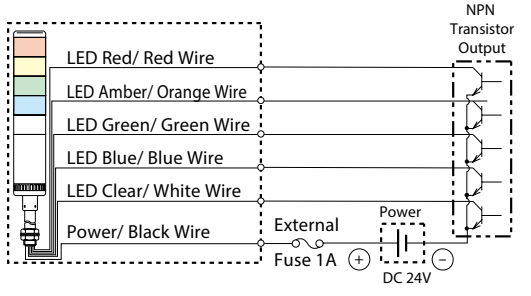 NPN
Transistor
Output
LED Red/ Red Wire
LED Amber/ Orange Wire
LED Green/ Green Wire
LED Blue/ Blue Wire
LED Clear/ White Wire
Power/ Black Wire
External
Fuse 1A
Power
+
−
DC 24V